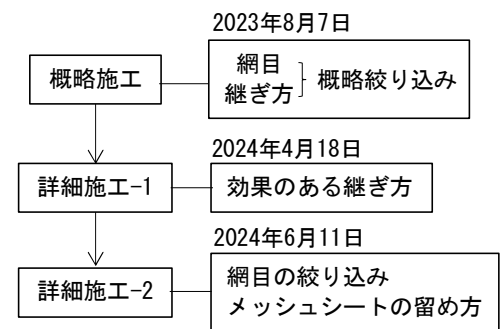 2023年8月7日
概略施工
網目
継ぎ方
概略絞り込み
2024年4月18日
詳細施工-1
効果のある継ぎ方
2024年6月11日
詳細施工-2
網目の絞り込み
メッシュシートの留め方